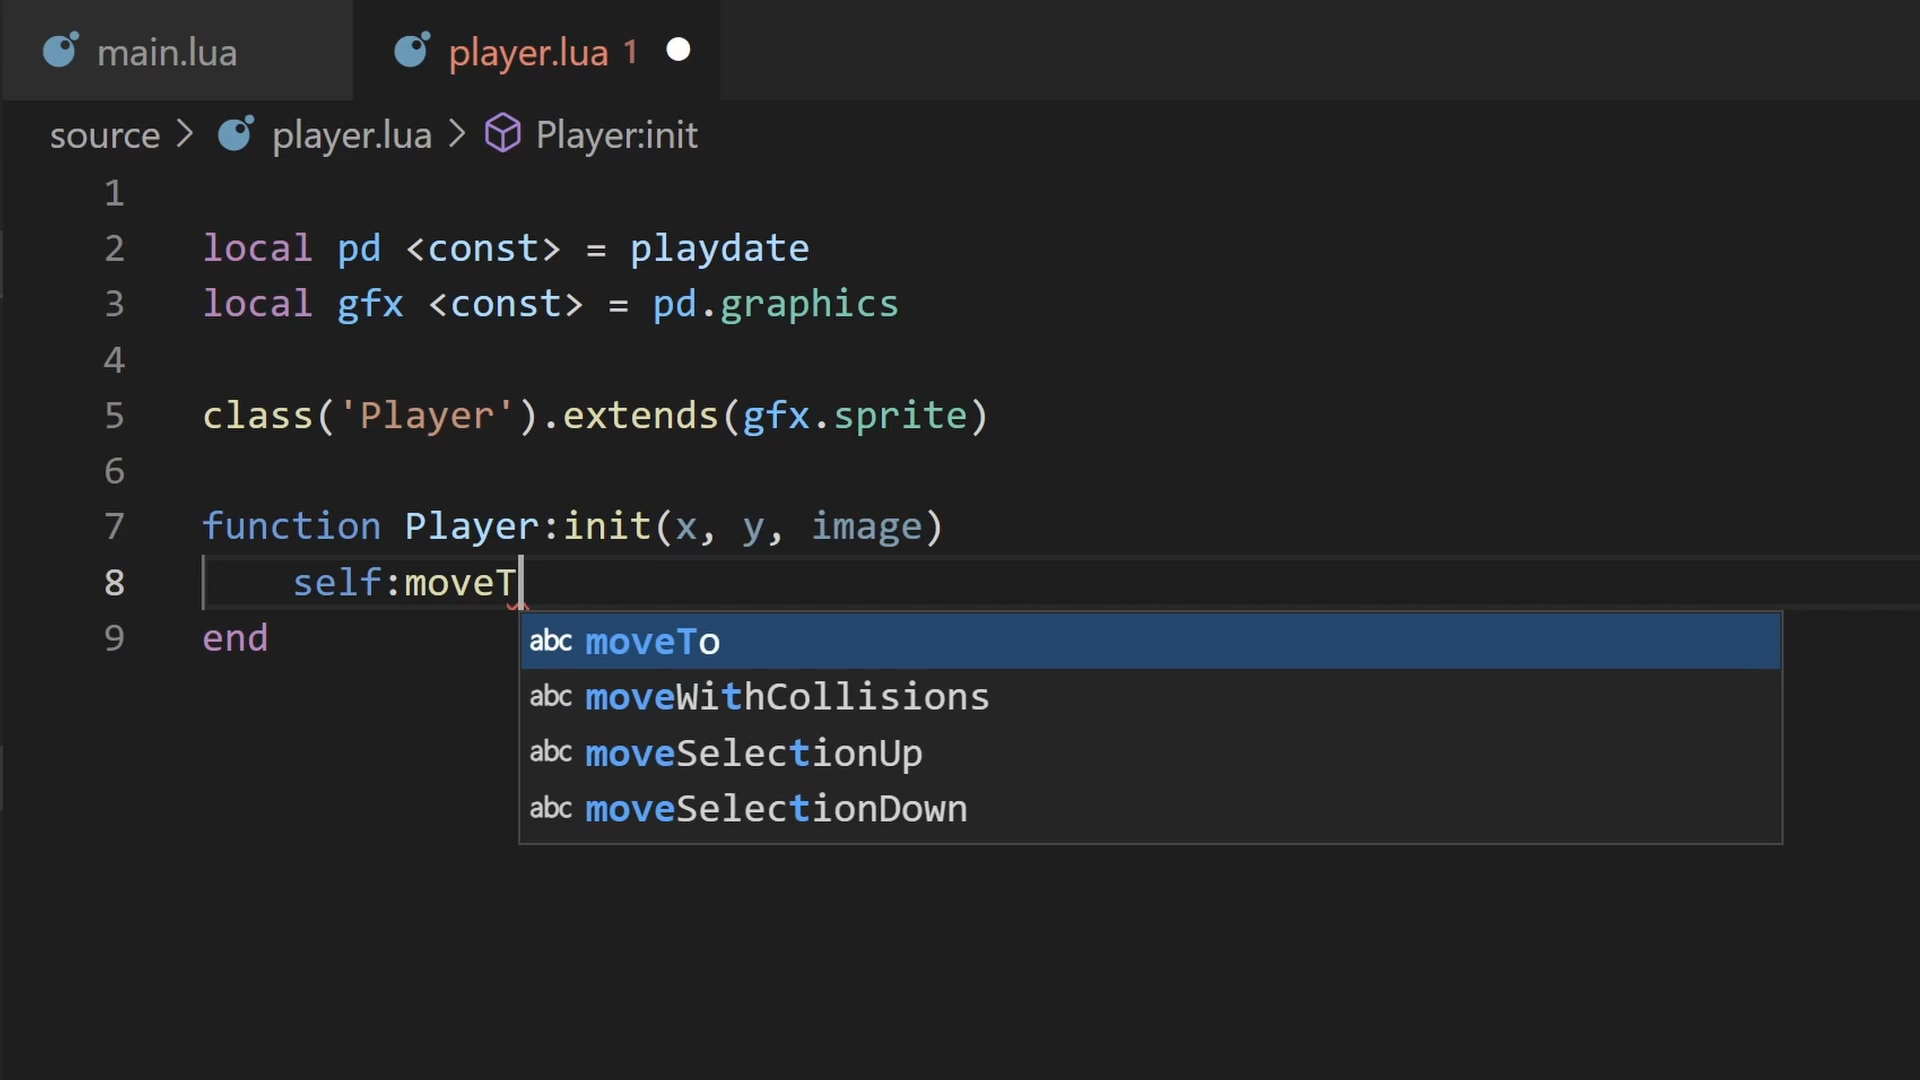 main.lua
player.lua 1
source > player.lua > Player:init
1
2 local pd <const> = playdate
3 local gfx <const> = pd.graphics
4
5 class('Player').extends(gfx.sprite)
6
7 function Player:init(x, y, image)
8 self:moveT
9 end
abc moveTo
abc moveWithCollisions
abc moveSelectionUp
abc moveSelectionDown